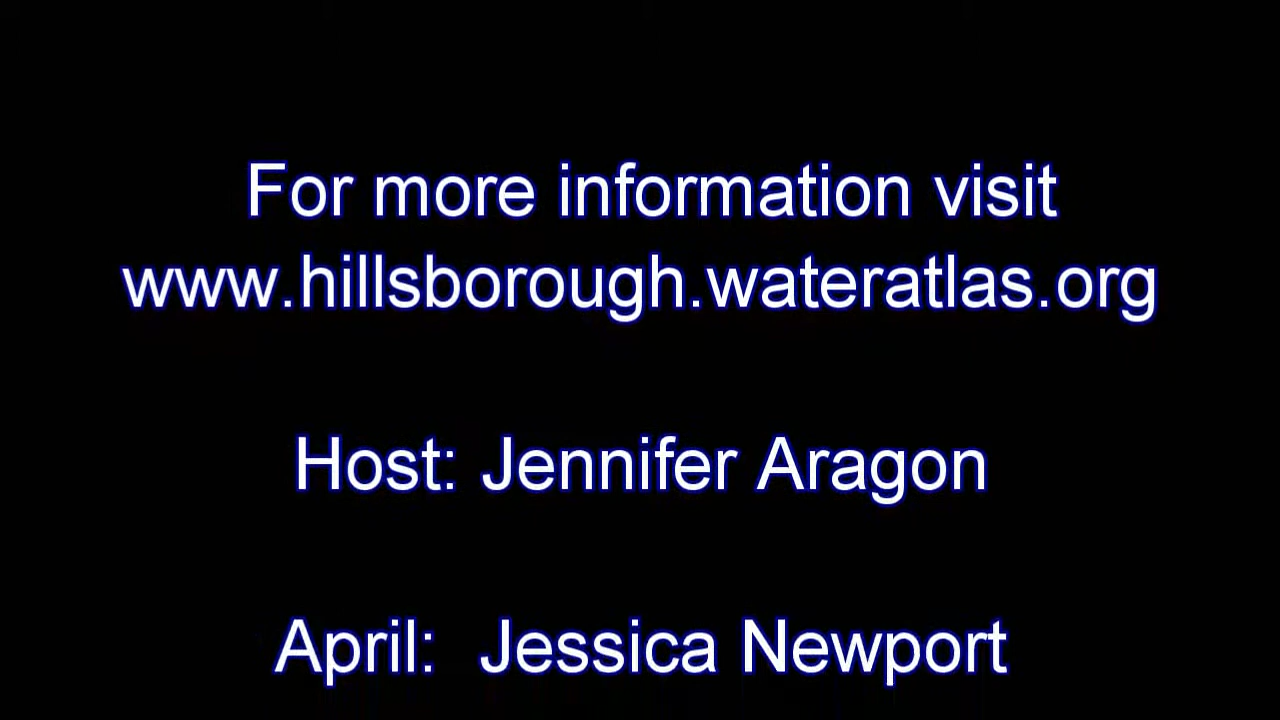 For more information visit
www.hillsborough.wateratlas.org
Host: Jennifer Aragon
April: Jessica Newport